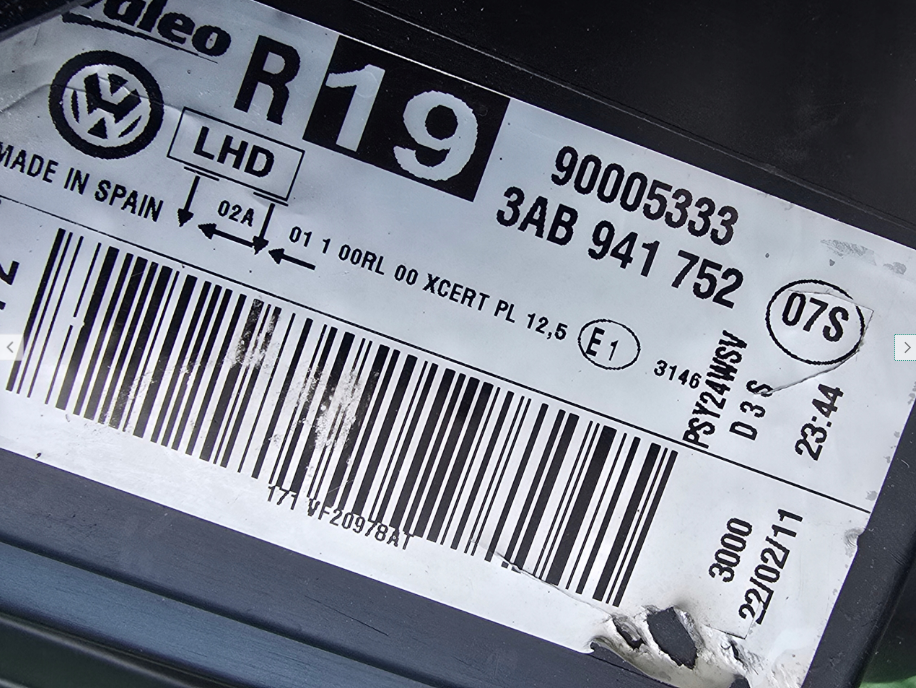 Valeo
R 19
LHD
MADE IN SPAIN
02A
01 1 00RL 00 XCERT PL 12,5 E1 3146
90005333
3AB 941 752
07S
PSY24WSV
D3S
23:44
171 VF20978AT
3000
22/02/11